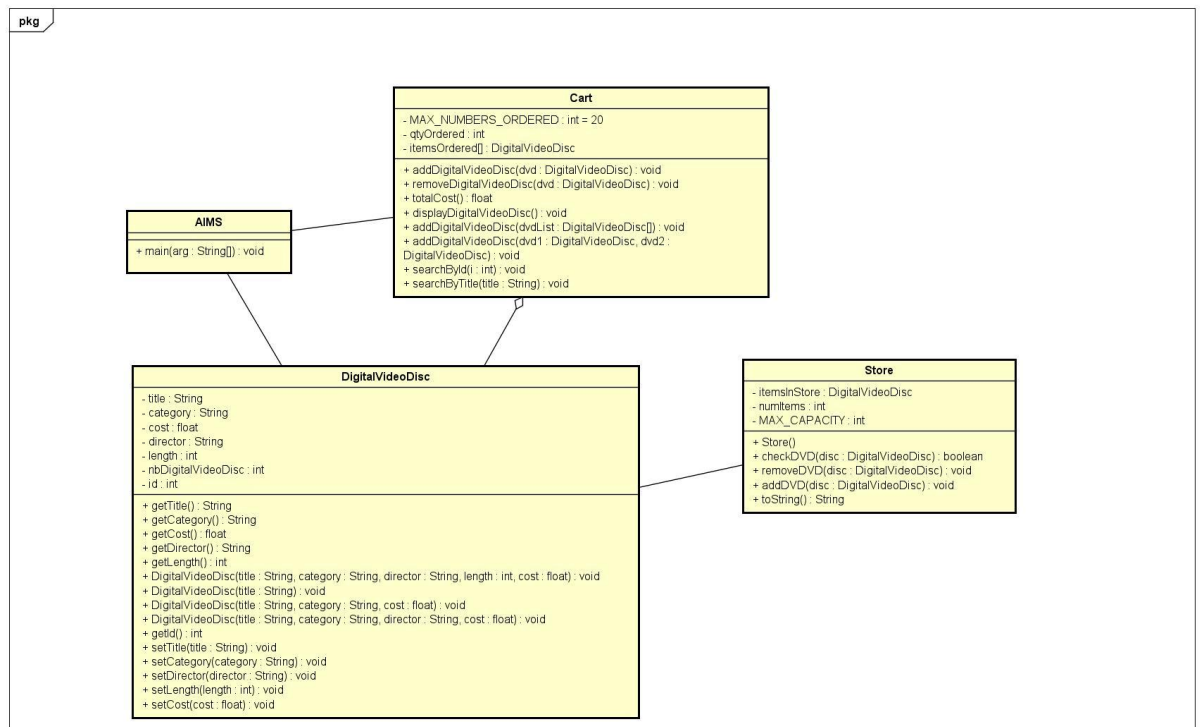 pkg
Cart
- MAX_NUMBERS_ORDERED : int = 20
- qtyOrdered : int
- itemsOrdered[] : DigitalVideoDisc
+ addDigitalVideoDisc(dvd : DigitalVideoDisc) : void
+ removeDigitalVideoDisc(dvd : DigitalVideoDisc) : void
+ totalCost() : float
+ displayDigitalVideoDisc() : void
+ addDigitalVideoDisc(dvdList : DigitalVideoDisc[]) : void
+ addDigitalVideoDisc(dvd1 : DigitalVideoDisc, dvd2 :
DigitalVideoDisc) : void
+ searchById(i : int) : void
+ searchByTitle(title : String) : void
AIMS
+ main(arg : String[]) : void
DigitalVideoDisc
- title : String
- category : String
- cost : float
- director : String
- length : int
- nbDigitalVideoDisc : int
- id : int
+ getTitle() : String
+ getCategory() : String
+ getCost() : float
+ getDirector() : String
+ getLength() : int
+ DigitalVideoDisc(title : String, category : String, director : String, length : int, cost : float) : void
+ DigitalVideoDisc(title : String) : void
+ DigitalVideoDisc(title : String, category : String, cost : float) : void
+ DigitalVideoDisc(title : String, category : String, director : String, cost : float) : void
+ getId() : int
+ setTitle(title : String) : void
+ setCategory(category : String) : void
+ setDirector(director : String) : void
+ setLength(length : int) : void
+ setCost(cost : float) : void
Store
- itemsInStore : DigitalVideoDisc
- numItems : int
- MAX_CAPACITY : int
+ Store()
+ checkDVD(disc : DigitalVideoDisc) : boolean
+ removeDVD(disc : DigitalVideoDisc) : void
+ addDVD(disc : DigitalVideoDisc) : void
+ toString() : String